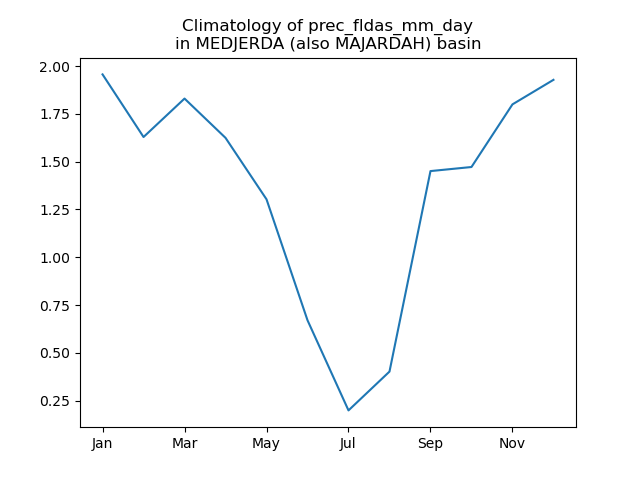 Climatology of prec_fldas_mm_day
in MEDJERDA (also MAJARDAH) basin
2.00
1.75
1.50
1.25
1.00
0.75
0.50
0.25
Jan Mar May Jul Sep Nov